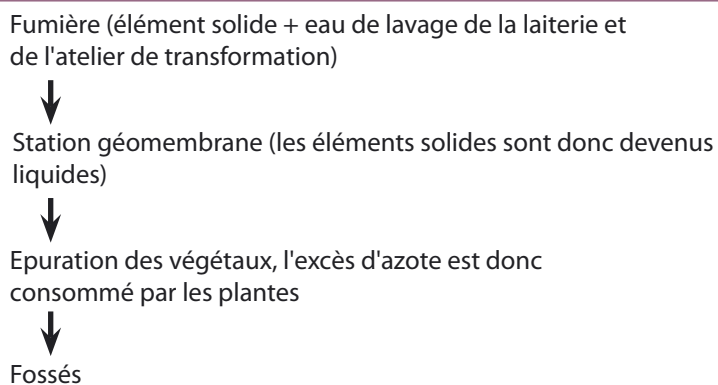 Fumière (élément solide + eau de lavage de la laiterie et
de l'atelier de transformation)
Station géomembrane (les éléments solides sont donc devenus
liquides)
Epuration des végétaux, l'excès d'azote est donc
consommé par les plantes
Fossés